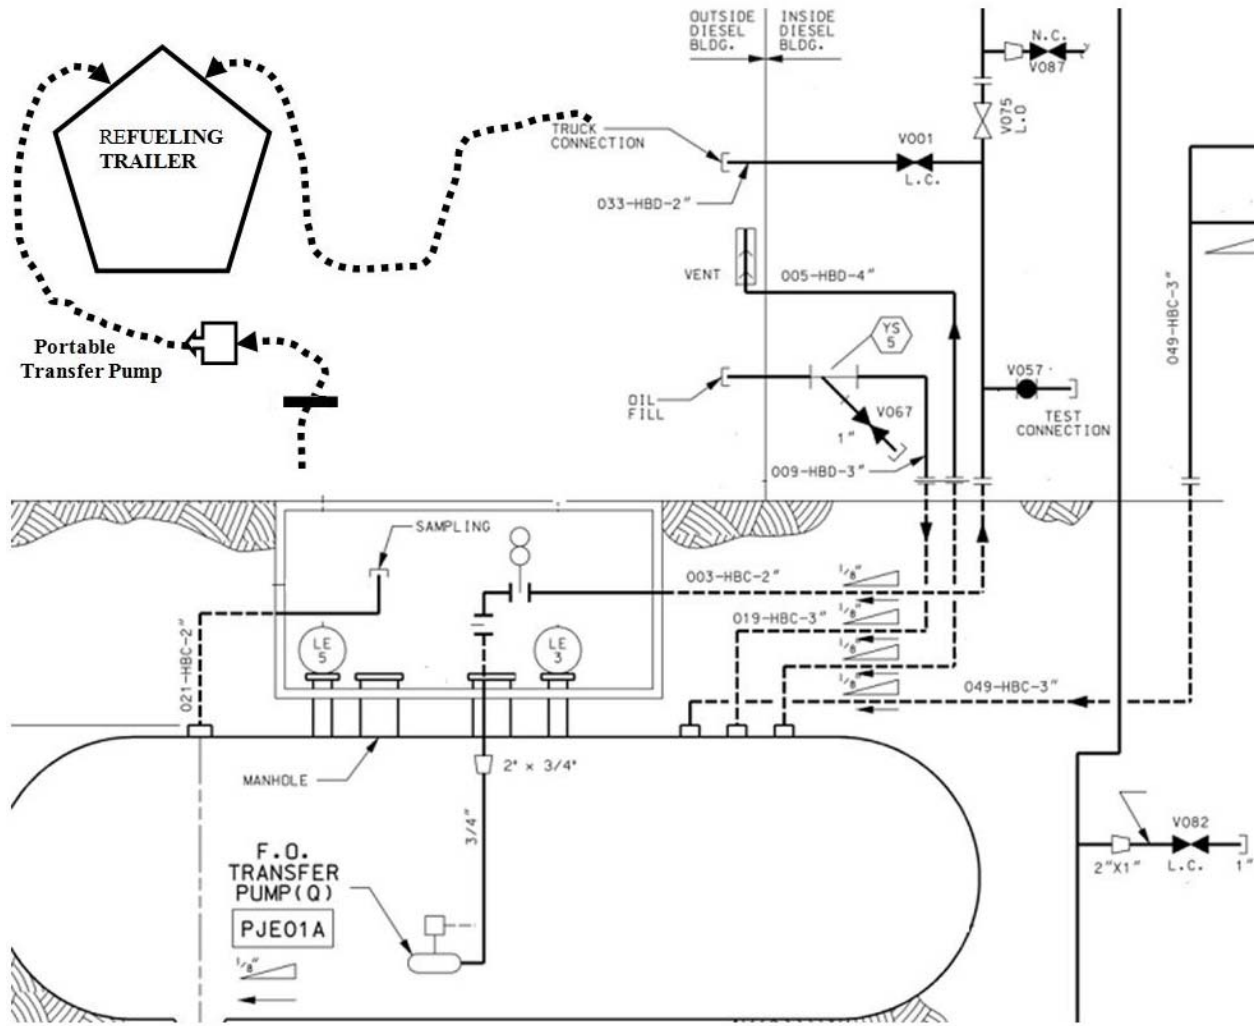 OUTSIDE
DIESEL
BLDG.
INSIDE
DIESEL
BLDG.
N.C.
V087
REFUELING
TRAILER
TRUCK
CONNECTION
V075
L.O
V001
L.C.
033-HBD-2"
VENT
005-HBD-4"
049-HBC-3"
Portable
Transfer Pump
YS
5
OIL
FILL
V067
1"
V057
TEST
CONNECTION
009-HBD-3"
SAMPLING
003-HBC-2"
1/8"
019-HBC-3"
1/8"
1/8"
1/8"
049-HBC-3"
021-HBC-2"
LE
5
LE
3
MANHOLE
2" x 3/4"
3/4"
F.O.
TRANSFER
PUMP(Q)
PJE01A
1/8"
V082
2"X1"
L.C.
1"